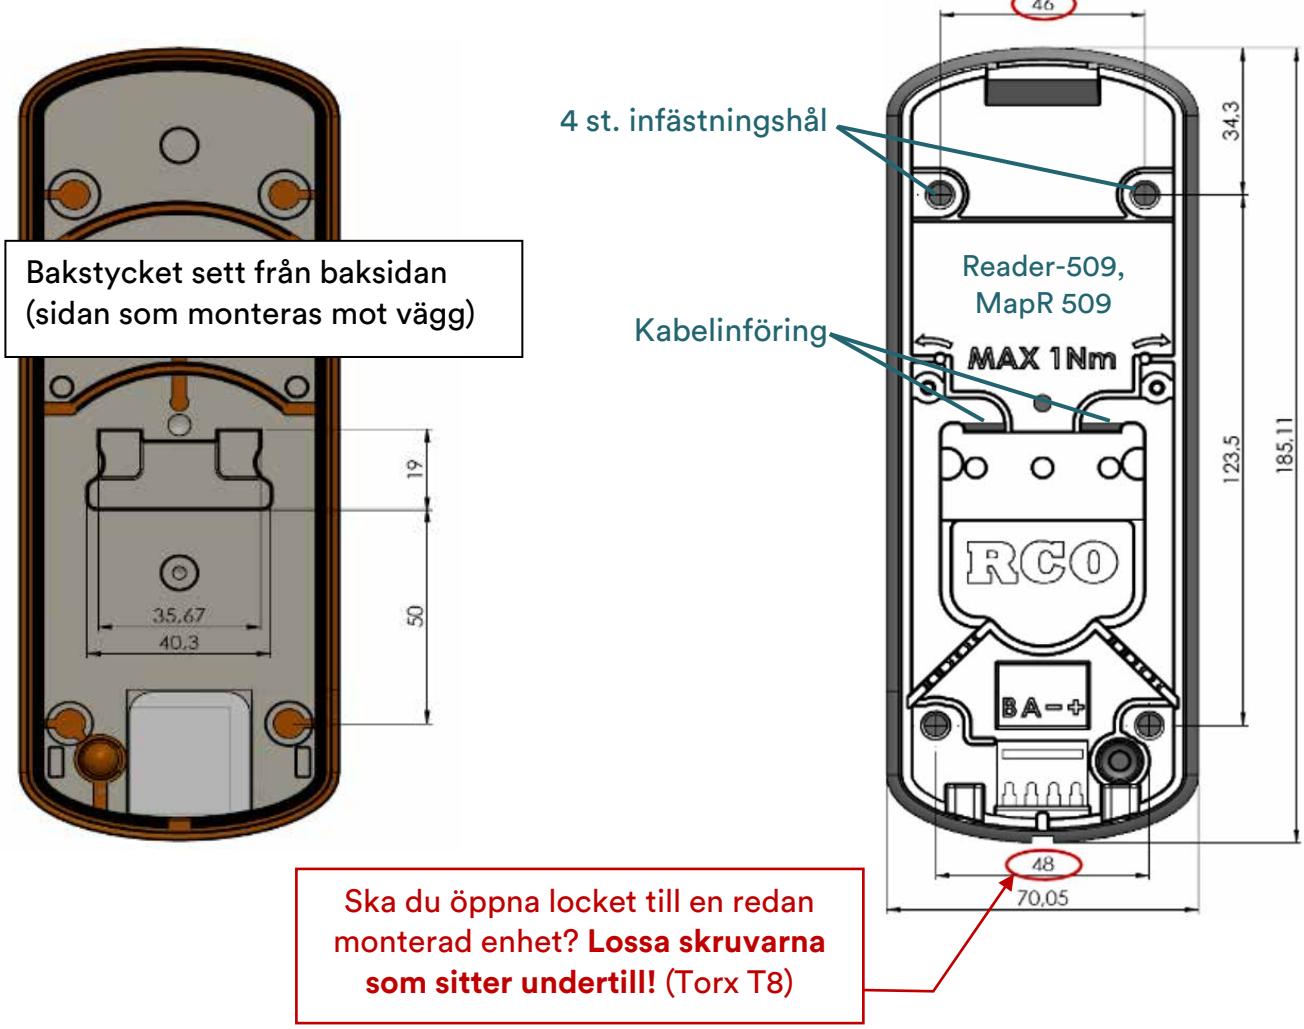 46
4 st. infästningshål
34,3
Bakstycket sett från baksidan
(sidan som monteras mot vägg)
Reader-509,
MapR 509
Kabelinföring
MAX 1Nm
19
123,5
185,11
RCO
50
35,67
40,3
BA-+
48
70,05
Ska du öppna locket till en redan
monterad enhet? Lossa skruvarna
som sitter undertill! (Torx T8)